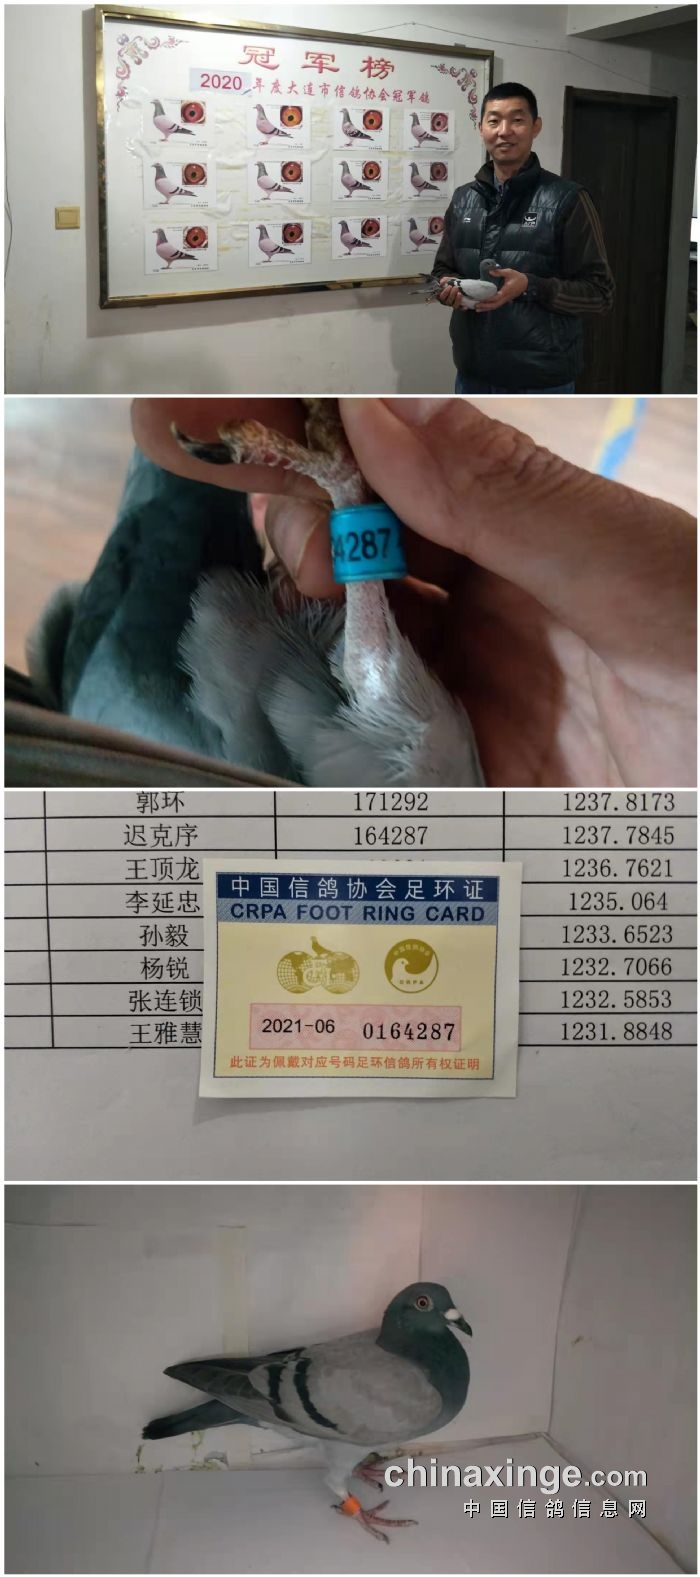 冠军榜
2020 年度大连市信鸽协会冠军鸽
4287
郭环 171292 1237.8173
迟克序 164287 1237.7845
王顶龙 1236.7621
李延忠 1235.064
孙毅 1233.6523
杨锐 1232.7066
张连锁 1232.5853
王雅慧 1231.8848
中国信鸽协会足环证
CRPA FOOT RING CARD
2021-06 0164287
此证为佩戴对应号码足环信鸽所有权证明
chinaxinge.com
中国信鸽信息网